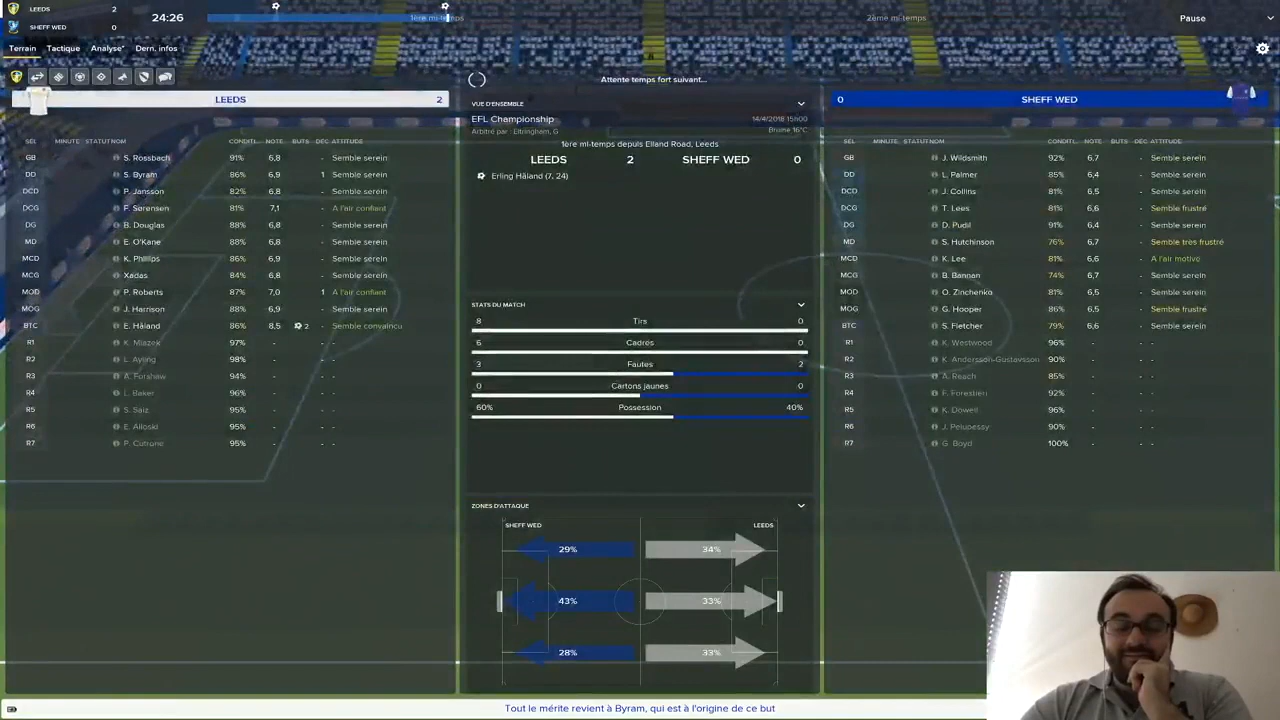 LEEDS 2
SHEFF WED 0
24:26
1ère mi-temps
2ème mi-temps
Pause
Terrain Tactique Analyse* Dern. infos
Attente temps fort suivant...
LEEDS 2
SEL MINUTE STATUT NOM CONDITI.. NOTE BUTS DÉC ATTITUDE
GB S. Rossbach 91% 6,8 - Semble serein
DD S. Byram 86% 6,9 1 Semble serein
DCD P. Jansson 82% 6,8 - Semble serein
DCG F. Sørensen 81% 7,1 - A l'air confiant
DG B. Douglas 88% 6,8 - Semble serein
MD E. O'Kane 88% 6,8 - Semble serein
MCD K. Phillips 86% 6,9 - Semble serein
MCG Xadas 84% 6,8 - Semble serein
MOD P. Roberts 87% 7,0 1 A l'air confiant
MOG J. Harrison 88% 6,9 - Semble serein
BTC E. Håland 86% 8,5 2 - Semble convaincu
R1 K. Mlazek 97% - - - -
R2 L. Ayling 98% - - - -
R3 A. Forshaw 94% - - - -
R4 L. Baker 96% - - - -
R5 S. Saiz 95% - - - -
R6 E. Alioski 95% - - - -
R7 P. Cutrone 95% - - - -
VUE D'ENSEMBLE
EFL Championship 14/4/2018 15h00
Arbitré par : Eltringham, G Brume 16°C
1ère mi-temps depuis Elland Road, Leeds
LEEDS 2 SHEFF WED 0
Erling Håland (7, 24)
STATS DU MATCH
8 Tirs 0
6 Cadrés 0
3 Fautes 2
0 Cartons jaunes 0
60% Possession 40%
ZONES D'ATTAQUE
SHEFF WED LEEDS
29% 34%
43% 33%
28% 33%
0 SHEFF WED
SEL MINUTE STATUT NOM CONDITI.. NOTE BUTS DÉC ATTITUDE
GB J. Wildsmith 92% 6,7 - Semble serein
DD L. Palmer 85% 6,4 - Semble serein
DCD J. Collins 81% 6,5 - Semble serein
DCG T. Lees 81% 6,6 - Semble frustré
DG D. Pudil 91% 6,4 - Semble serein
MD S. Hutchinson 76% 6,7 - Semble très frustré
MCD K. Lee 81% 6,6 - A l'air motivé
MCG B. Bannan 74% 6,7 - Semble serein
MOD O. Zinchenko 81% 6,5 - Semble serein
MOG G. Hooper 86% 6,5 - Semble frustré
BTC S. Fletcher 79% 6,6 - Semble serein
R1 K. Westwood 96% - - - -
R2 K. Andersson-Gustavsson 90% - - - -
R3 A. Reach 85% - - - -
R4 F. Forestieri 92% - - - -
R5 K. Dowell 96% - - - -
R6 J. Pelupessy 90% - - - -
R7 G. Boyd 100% - - - -
Tout le mérite revient à Byram, qui est à l'origine de ce but